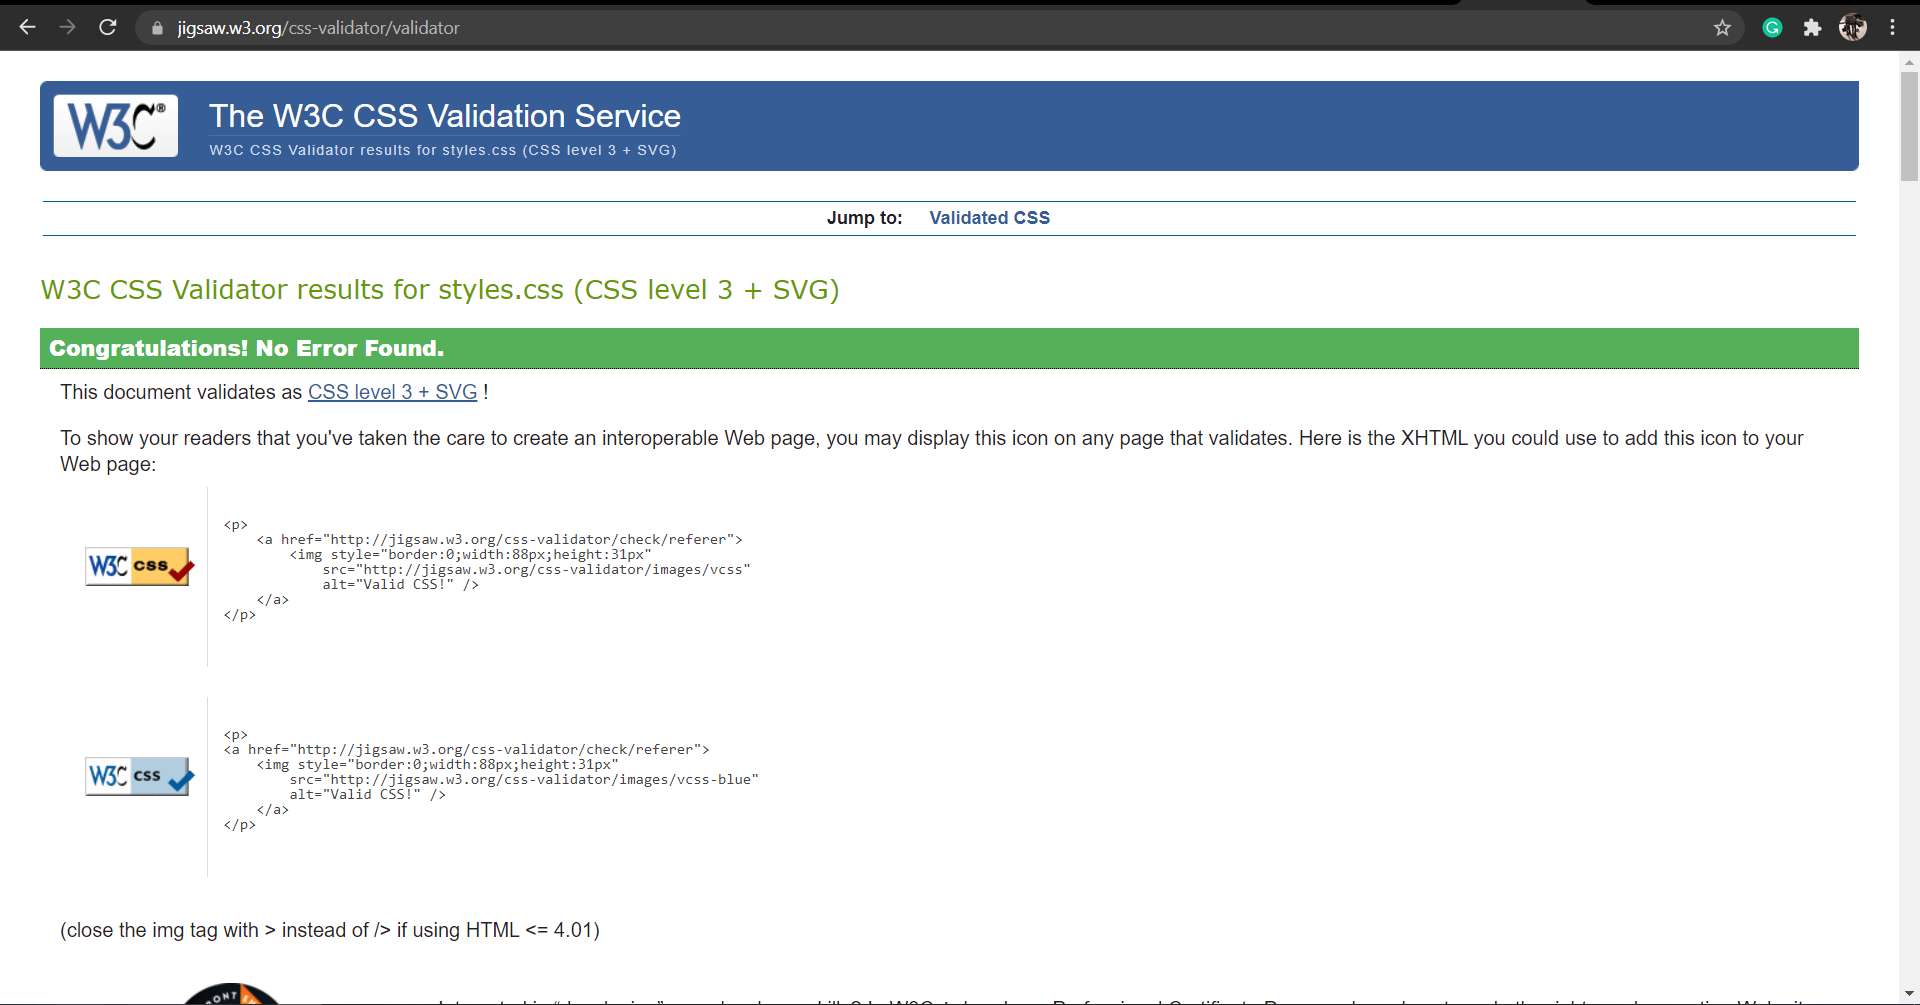 jigsaw.w3.org/css-validator/validator
W3C®
The W3C CSS Validation Service
W3C CSS Validator results for styles.css (CSS level 3 + SVG)
Jump to: Validated CSS
W3C CSS Validator results for styles.css (CSS level 3 + SVG)
Congratulations! No Error Found.
This document validates as CSS level 3 + SVG !
To show your readers that you've taken the care to create an interoperable Web page, you may display this icon on any page that validates. Here is the XHTML you could use to add this icon to your
Web page:
W3C css
<p>
    <a href="http://jigsaw.w3.org/css-validator/check/referer">
        <img style="border:0;width:88px;height:31px"
            src="http://jigsaw.w3.org/css-validator/images/vcss"
            alt="Valid CSS!" />
    </a>
</p>
W3C css
<p>
<a href="http://jigsaw.w3.org/css-validator/check/referer">
    <img style="border:0;width:88px;height:31px"
        src="http://jigsaw.w3.org/css-validator/images/vcss-blue"
        alt="Valid CSS!" />
    </a>
</p>
(close the img tag with > instead of /> if using HTML <= 4.01)